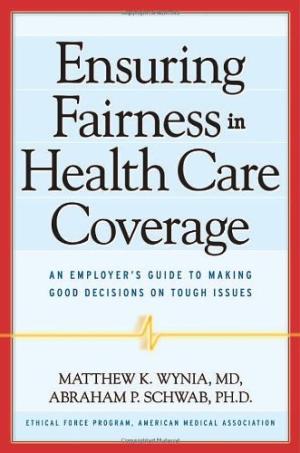 Ensuring
Fairness in
Health Care
Coverage
AN EMPLOYER'S GUIDE TO MAKING
GOOD DECISIONS ON TOUGH ISSUES
MATTHEW K. WYNIA, MD,
ABRAHAM P. SCHWAB, PH.D.
ETHICAL FORCE PROGRAM, AMERICAN MEDICAL ASSOCIATION